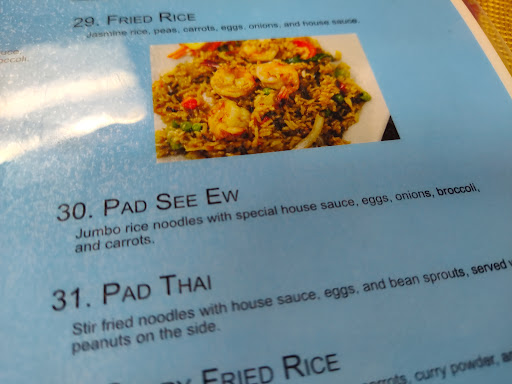 29. FRIED RICE
Jasmine rice, peas, carrots, eggs, onions, and house sauce.
30. PAD SEE EW
Jumbo rice noodles with special house sauce, eggs, onions, broccoli,
and carrots.
31. PAD THAI
Stir fried noodles with house sauce, eggs, and bean sprouts, served
peanuts on the side.
FRIED RICE
curry powder,